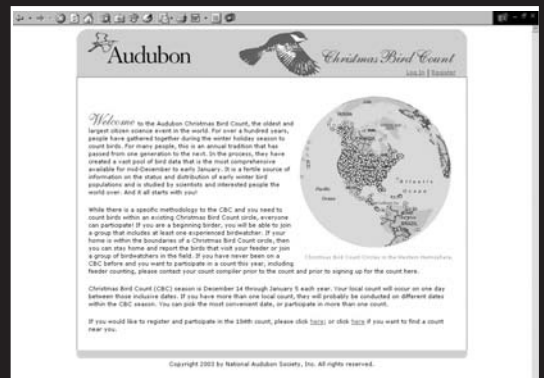 Audubon
Christmas Bird Count
Log In | Register
Welcome to the Audubon Christmas Bird Count, the oldest and
largest citizen science event in the world. For over a hundred years,
people have gathered together during the winter holiday season to
count birds. For many people, this is an annual tradition that has
passed from one generation to the next. In the process, they have
created a vast pool of bird data that is the most comprehensive
available for mid-December to early January. It is a fertile source of
information on the status and distribution of early winter bird
populations and is studied by scientists and interested people the
world over. And it all starts with you!
Atlantic
Ocean
Pacific
Ocean
Christmas Bird Count Circles in the Western Hemisphere
While there is a specific methodology to the CBC and you need to
count birds within an existing Christmas Bird Count circle, everyone
can participate! If you are a beginning birder, you will be able to join
a group that includes at least one experienced birdwatcher. If your
home is within the boundaries of a Christmas Bird Count circle, then
you can stay home and report the birds that visit your feeder or join
a group of birdwatchers in the field. If you have never been on a
CBC before and you want to participate in a count this year, including
feeder counting, please contact your count compiler prior to the count and prior to signing up for the count here.
Christmas Bird Count (CBC) season is December 14 through January 5 each year. Your local count will occur on one day
between those inclusive dates. If you have more than one local count, they will probably be conducted on different dates
within the CBC season. You can pick the most convenient date, or participate in more than one count.
If you would like to register and participate in the 104th count, please click here; or click here if you want to find a count
near you.
Copyright 2003 by National Audubon Society, Inc. All rights reserved.